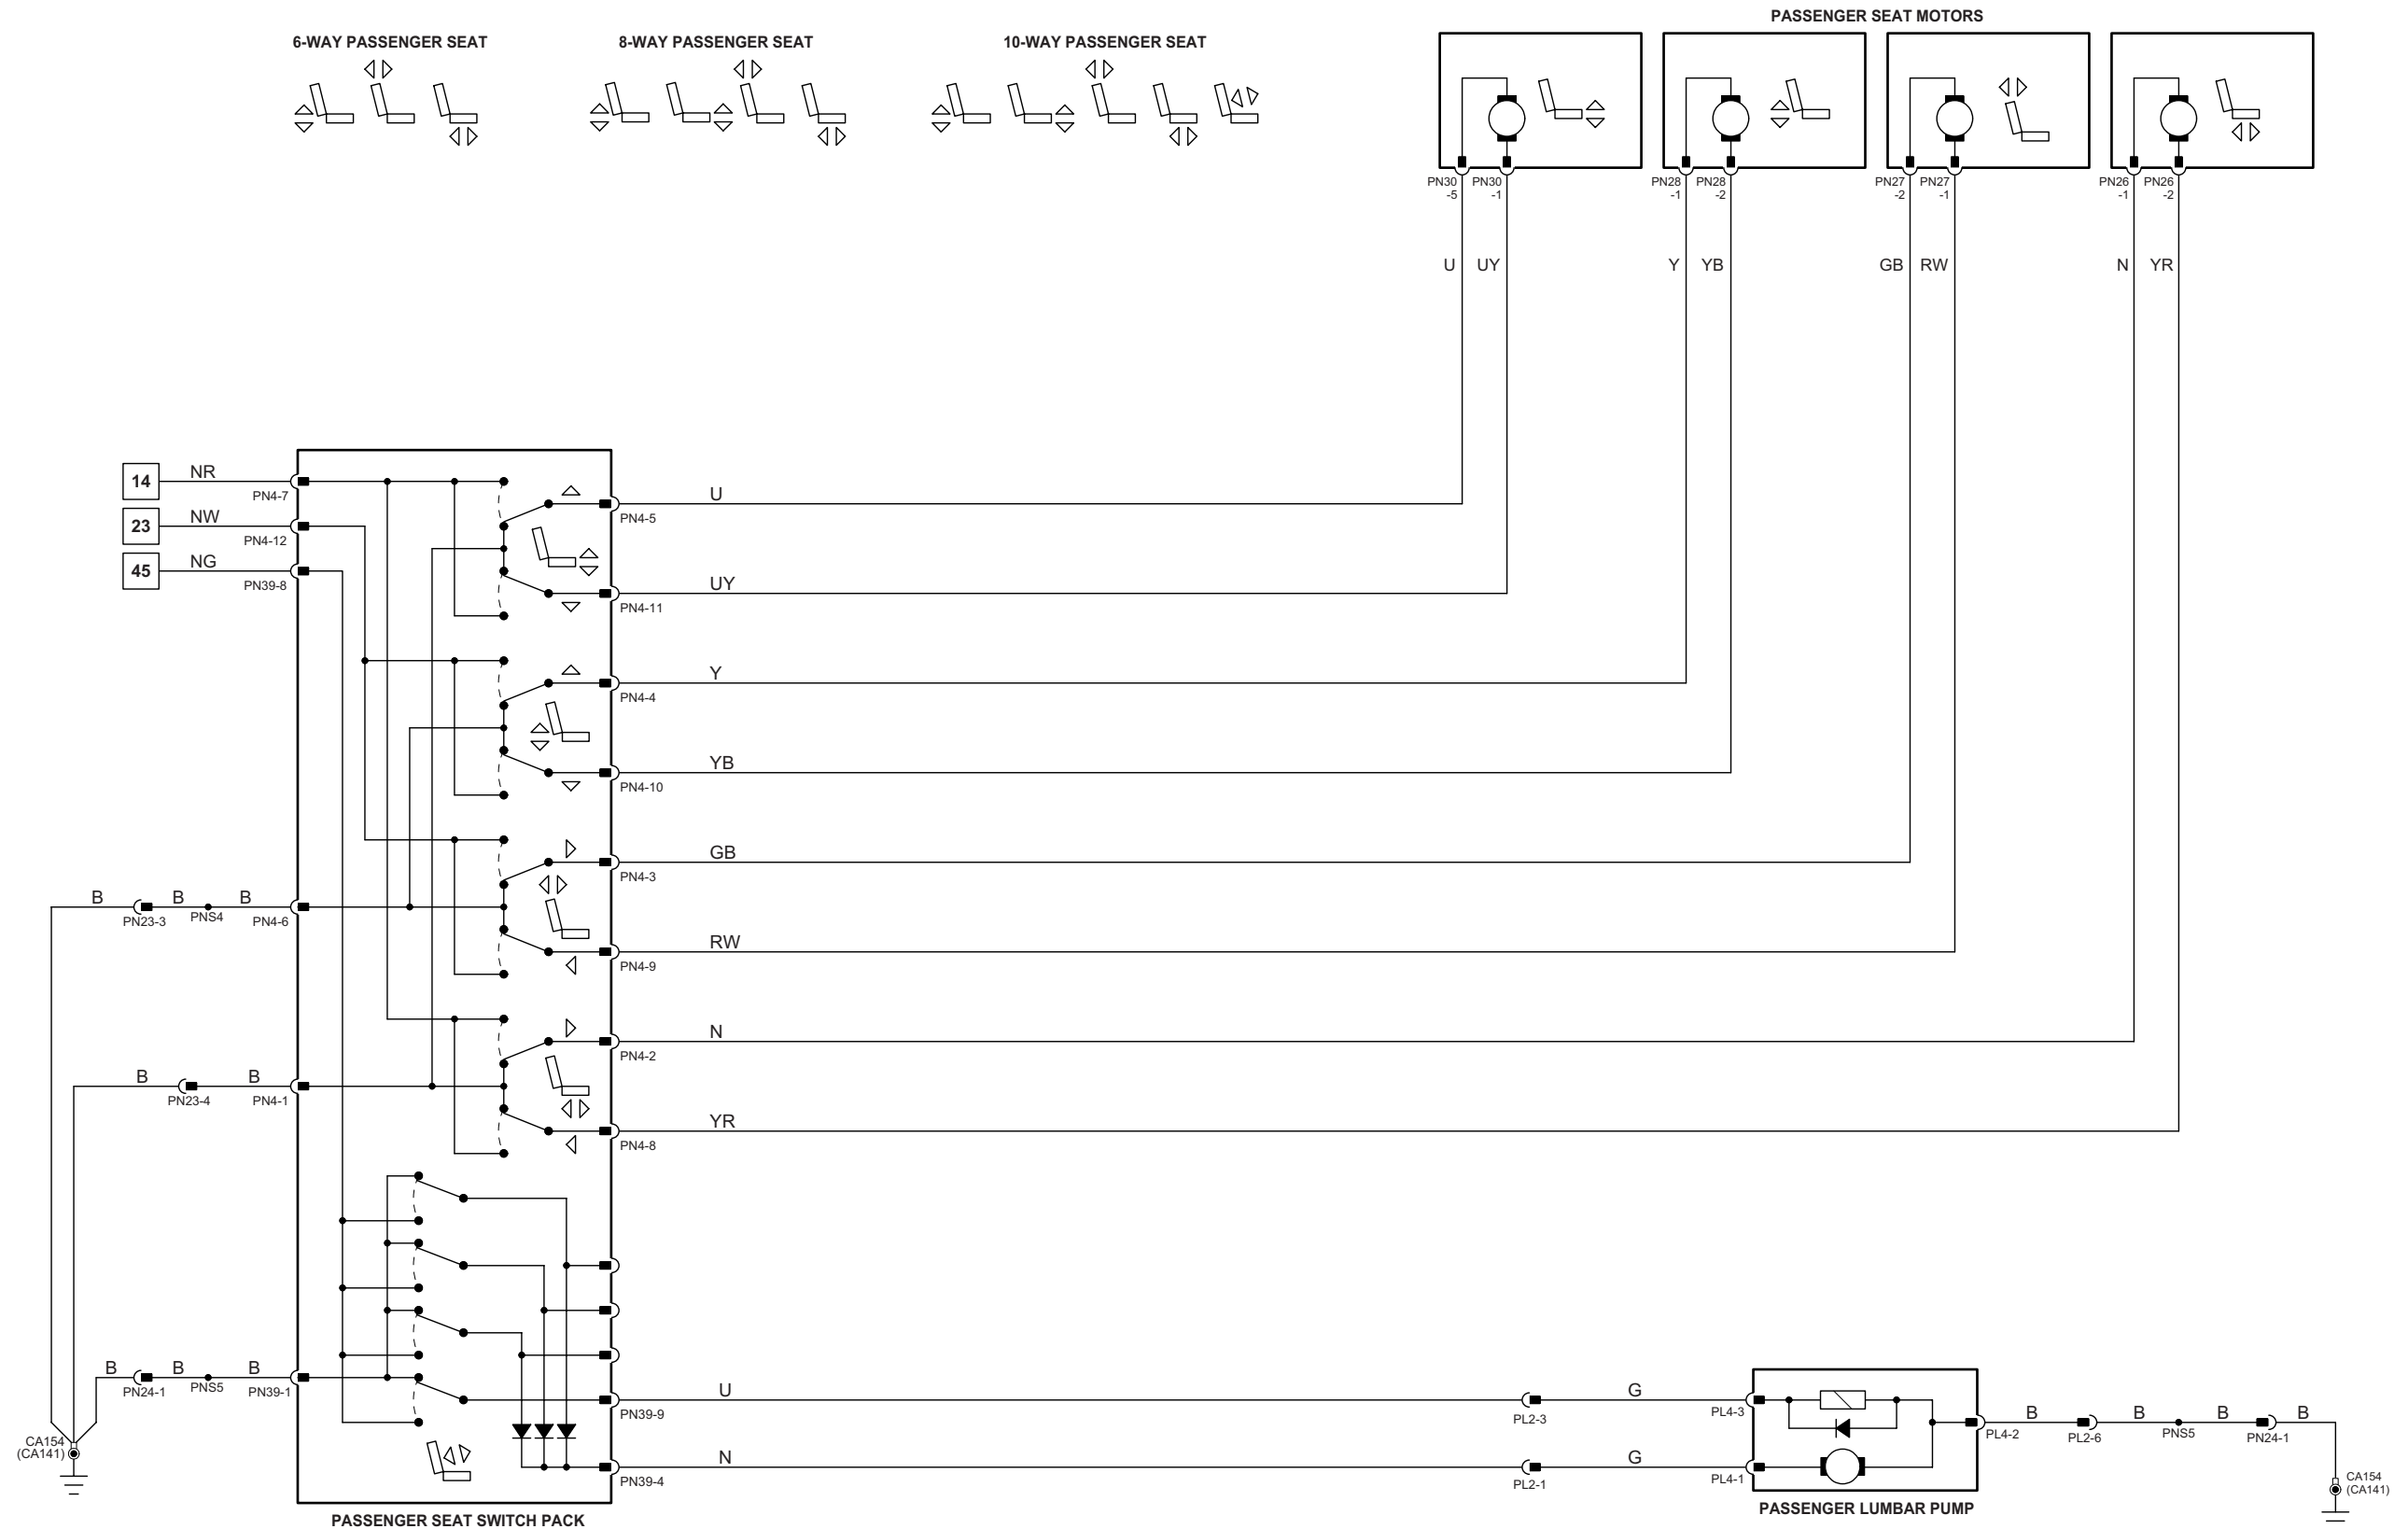 PASSENGER SEAT MOTORS
6-WAY PASSENGER SEAT
8-WAY PASSENGER SEAT
10-WAY PASSENGER SEAT
PN30 -5
PN30 -1
PN28 -1
PN28 -2
PN27 -2
PN27 -1
PN26 -1
PN26 -2
U
UY
Y
YB
GB
RW
N
YR
14
NR
PN4-7
23
NW
PN4-12
45
NG
PN39-8
U
PN4-5
UY
PN4-11
Y
PN4-4
YB
PN4-10
GB
PN4-3
B
B
B
PN23-3
PNS4
PN4-6
RW
PN4-9
N
PN4-2
B
B
PN23-4
PN4-1
YR
PN4-8
B
B
B
PN24-1
PNS5
PN39-1
U
PN39-9
G
PL2-3
PL4-3
B
B
B
B
PL4-2
PL2-6
PNS5
PN24-1
CA154
(CA141)
N
PN39-4
G
PL2-1
PL4-1
CA154
(CA141)
PASSENGER LUMBAR PUMP
PASSENGER SEAT SWITCH PACK